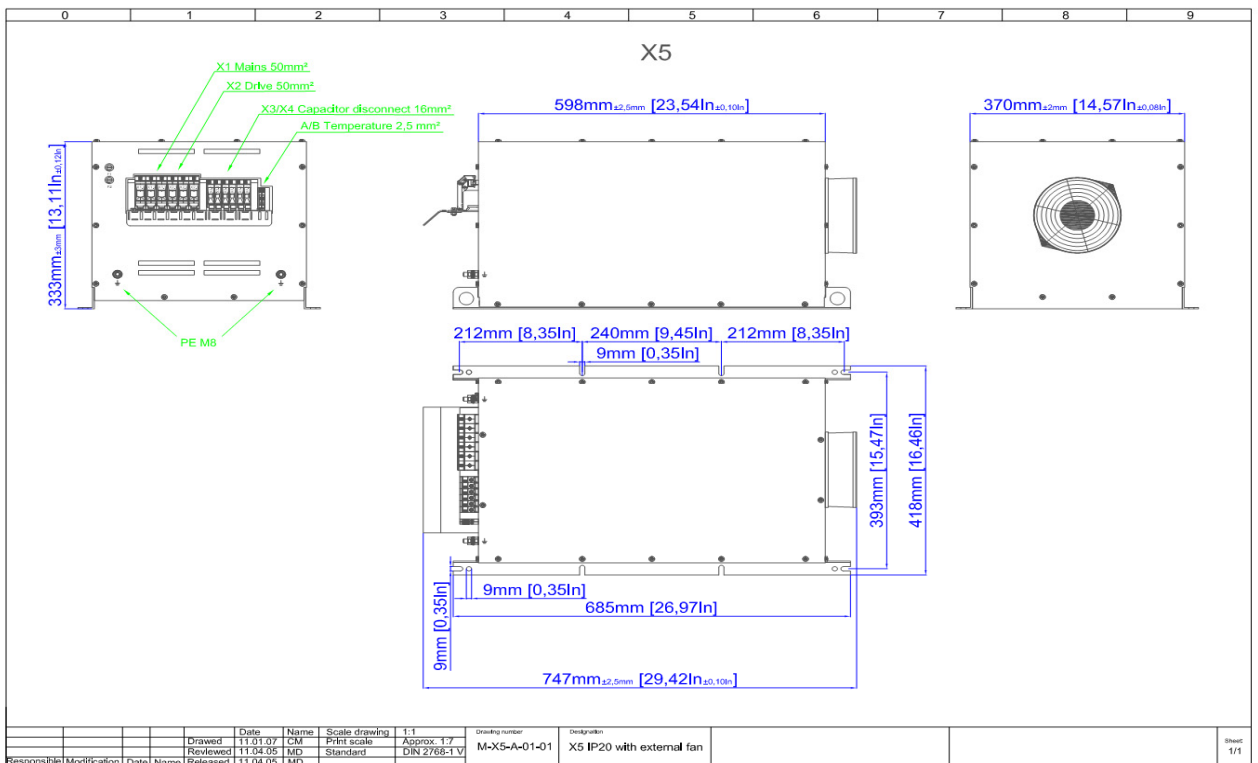 0 1 2 3 4 5 6 7 8 9
X5
X1 Mains 50mm²
X2 Drive 50mm²
X3/X4 Capacitor disconnect 16mm²
A/B Temperature 2,5 mm²
333mm±3mm [13,11In±0,12In]
PE M8
598mm±2,5mm [23,54In±0,10In]
370mm±2mm [14,57In±0,08In]
212mm [8,35In] 240mm [9,45In] 212mm [8,35In]
9mm [0,35In]
393mm [15,47In]
418mm [16,46In]
9mm [0,35In]
9mm [0,35In]
685mm [26,97In]
747mm±2,5mm [29,42In±0,10In]
Date Name Scale drawing 1:1
Drawed 11.01.07 CM Print scale Approx. 1:7
Reviewed 11.04.05 MD Standard DIN 2768-1 V
Responsible Modification Date Name Released 11.04.05 MD
Drawing number
M-X5-A-01-01
Designation
X5 IP20 with external fan
Sheet
1/1